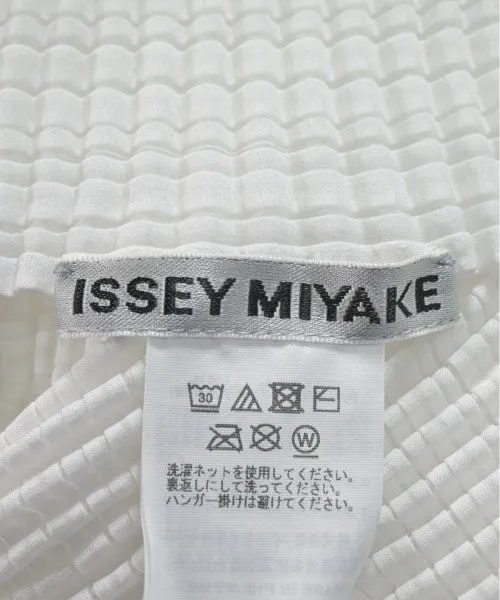 ISSEY MIYAKE
30
W
洗濯ネットを使用してください。
裏返しにして洗ってください。
ハンガー掛けは避けてください。